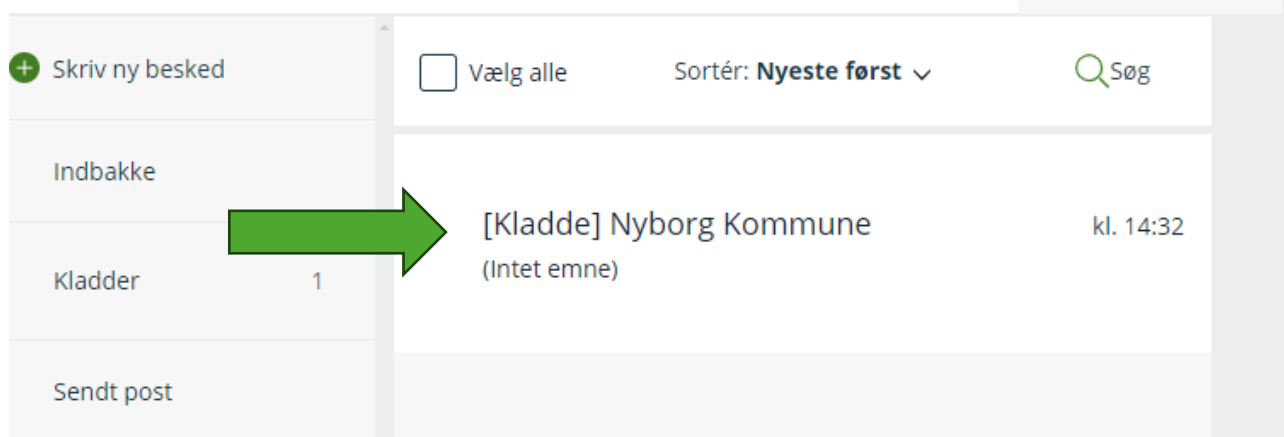 Skriv ny besked
Indbakke
Kladder 1
Sendt post
Vælg alle Sortér: Nyeste først Søg
[Kladde] Nyborg Kommune kl. 14:32
(Intet emne)